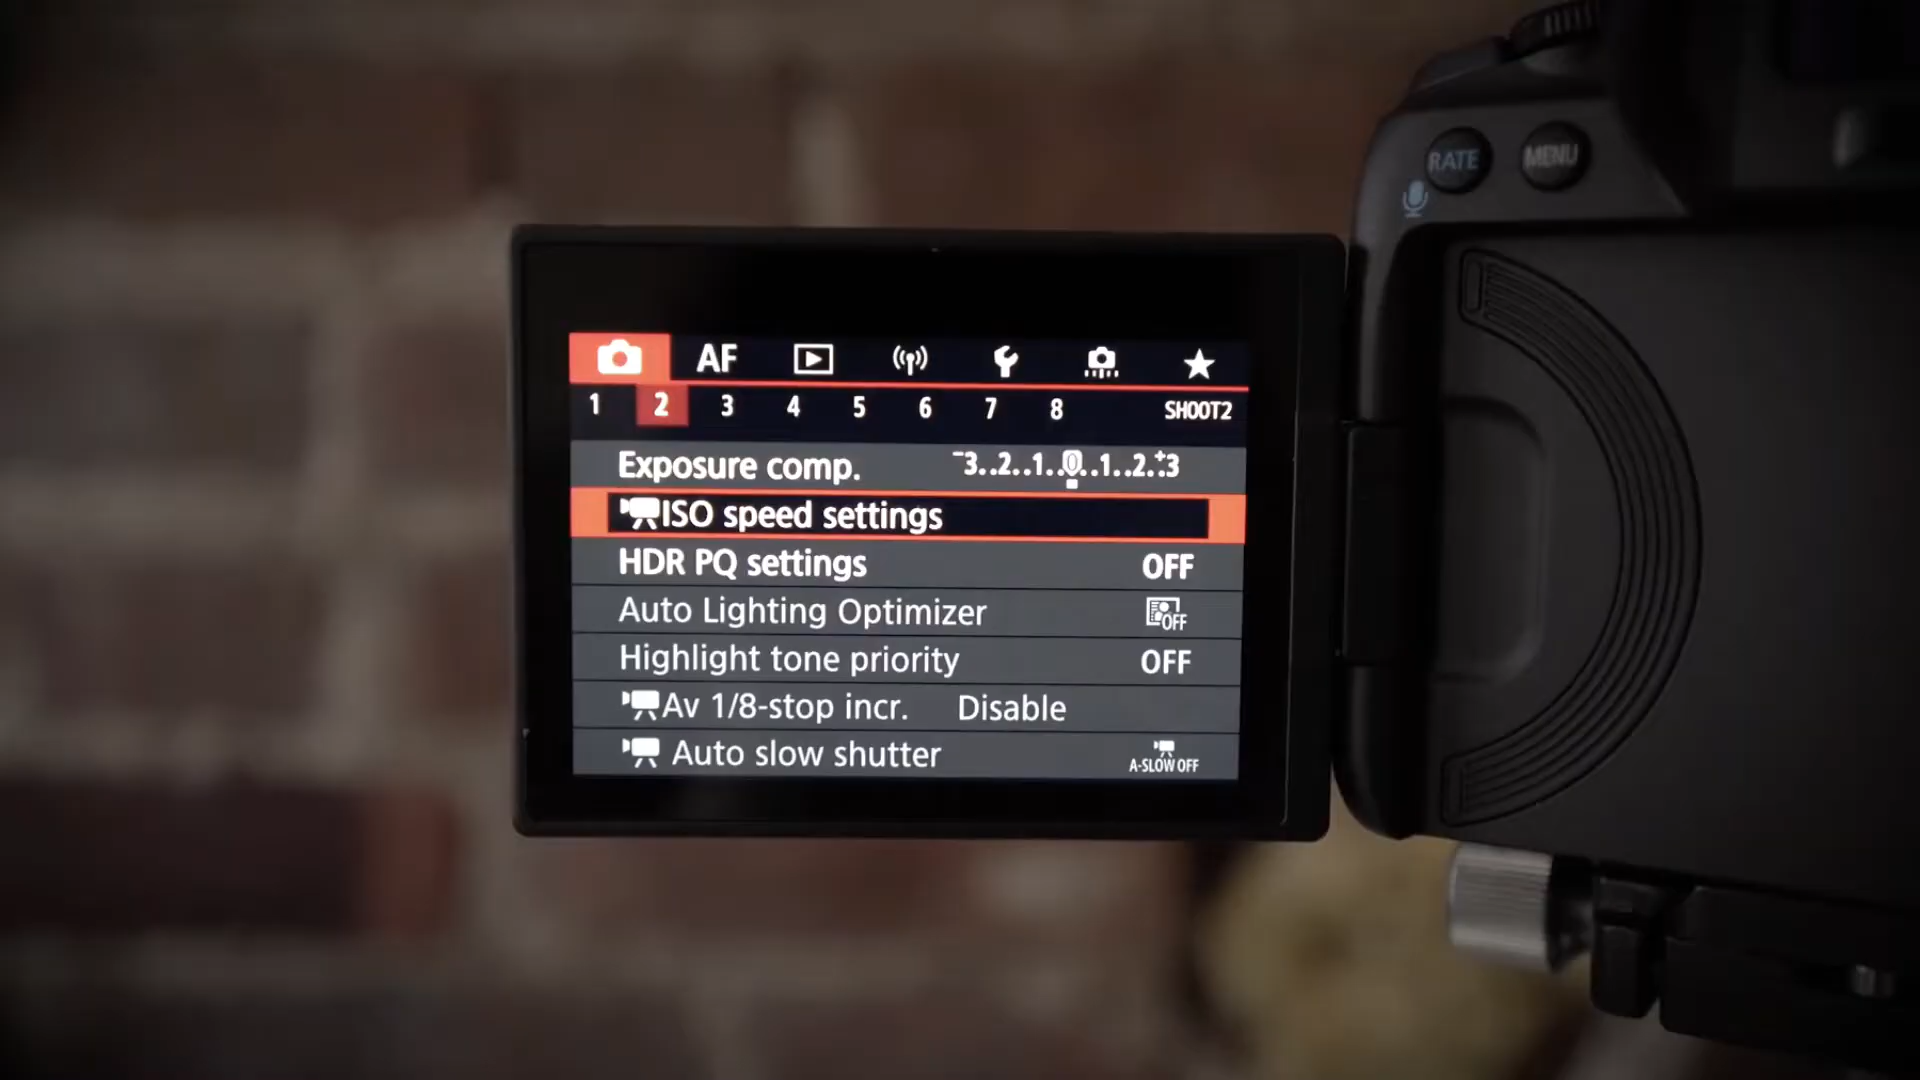 RATE MENU
AF
1 2 3 4 5 6 7 8 SHOOT2
Exposure comp. -3..2..1..0..1..2..+3
ISO speed settings
HDR PQ settings OFF
Auto Lighting Optimizer OFF
Highlight tone priority OFF
Av 1/8-stop incr. Disable
Auto slow shutter A-SLOW OFF